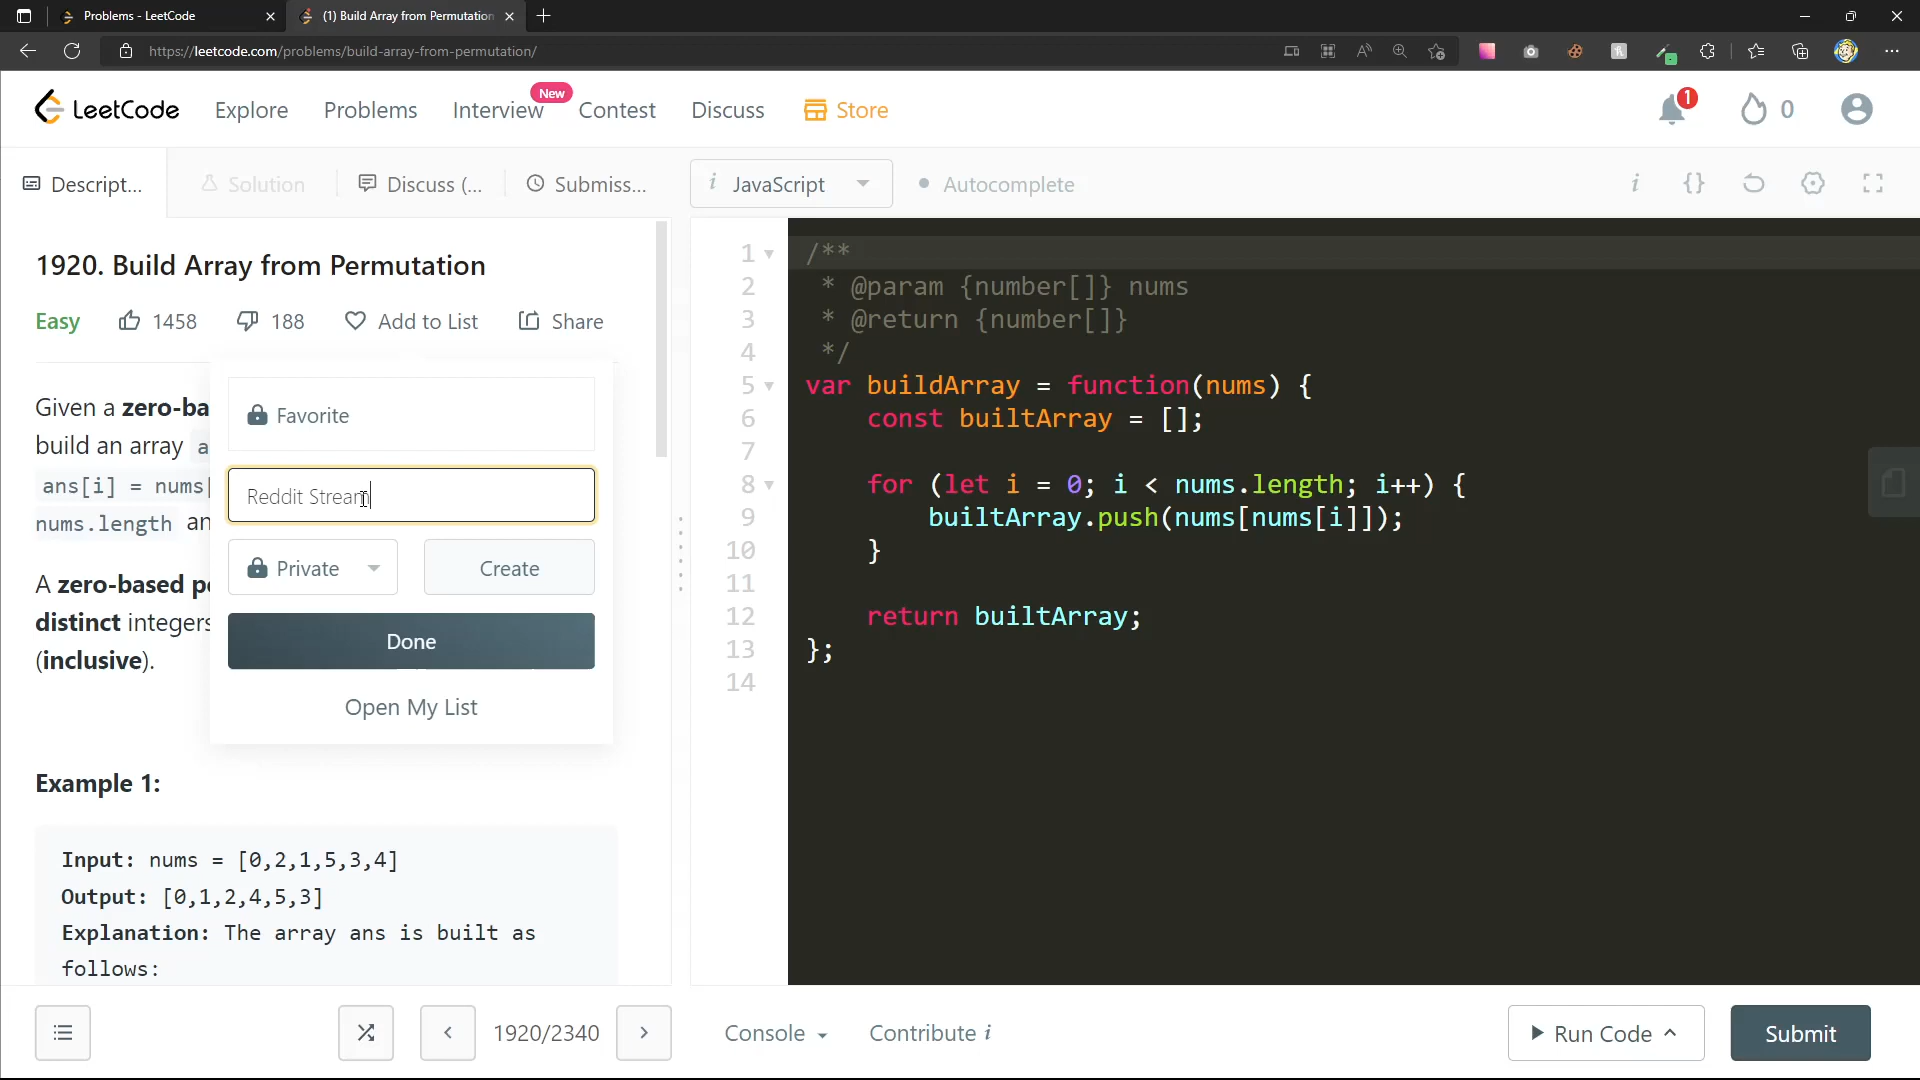 Problems - LeetCode
(1) Build Array from Permutation
https://leetcode.com/problems/build-array-from-permutation/
LeetCode
Explore
Problems
Interview
New
Contest
Discuss
Store
1
0
Descript...
Solution
Discuss (...
Submiss...
i JavaScript
Autocomplete
i
{}
1920. Build Array from Permutation
Easy
1458
188
Add to List
Share
Given a zero-ba
build an array a
ans[i] = nums[
nums.length an
A zero-based pe
distinct integers
(inclusive).
Favorite
Reddit Stream
Private
Create
Done
Open My List
Example 1:
Input: nums = [0,2,1,5,3,4]
Output: [0,1,2,4,5,3]
Explanation: The array ans is built as
follows:
1 /**
2 * @param {number[]} nums
3 * @return {number[]}
4 */
5 var buildArray = function(nums) {
6 const builtArray = [];
7
8 for (let i = 0; i < nums.length; i++) {
9 builtArray.push(nums[nums[i]]);
10 }
11
12 return builtArray;
13 };
14
1920/2340
Console
Contribute i
Run Code
Submit